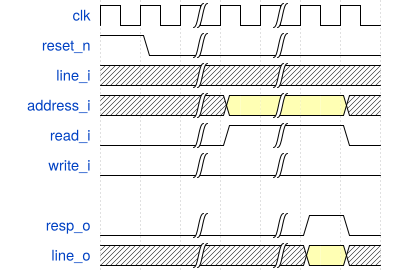 clk
reset_n
line_i
address_i
read_i
write_i
resp_o
line_o